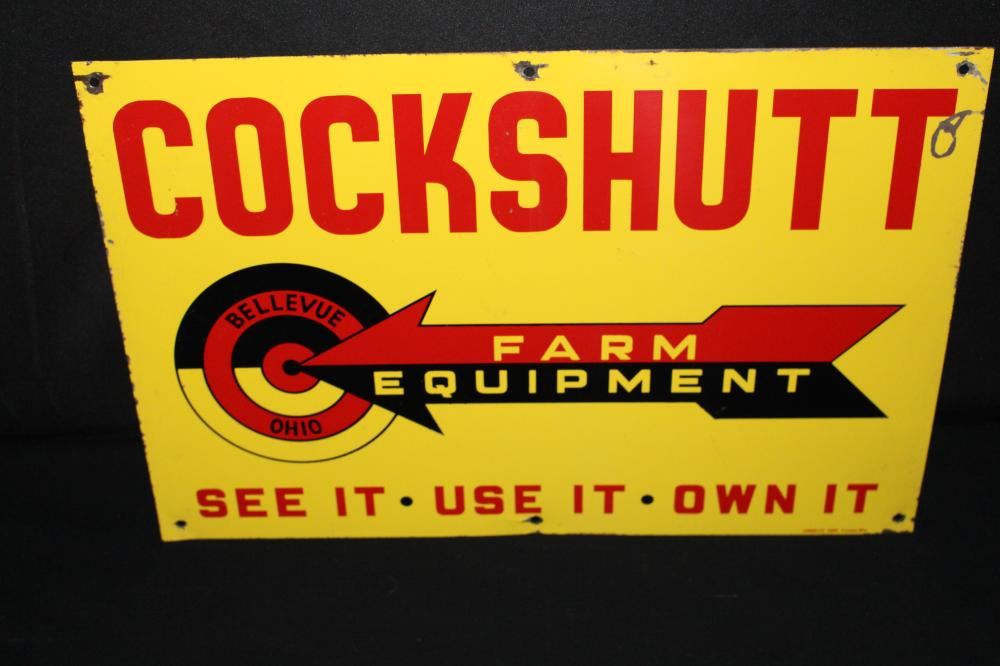 COCKSHUTT
BELLEVUE
OHIO
FARM
EQUIPMENT
SEE IT • USE IT • OWN IT